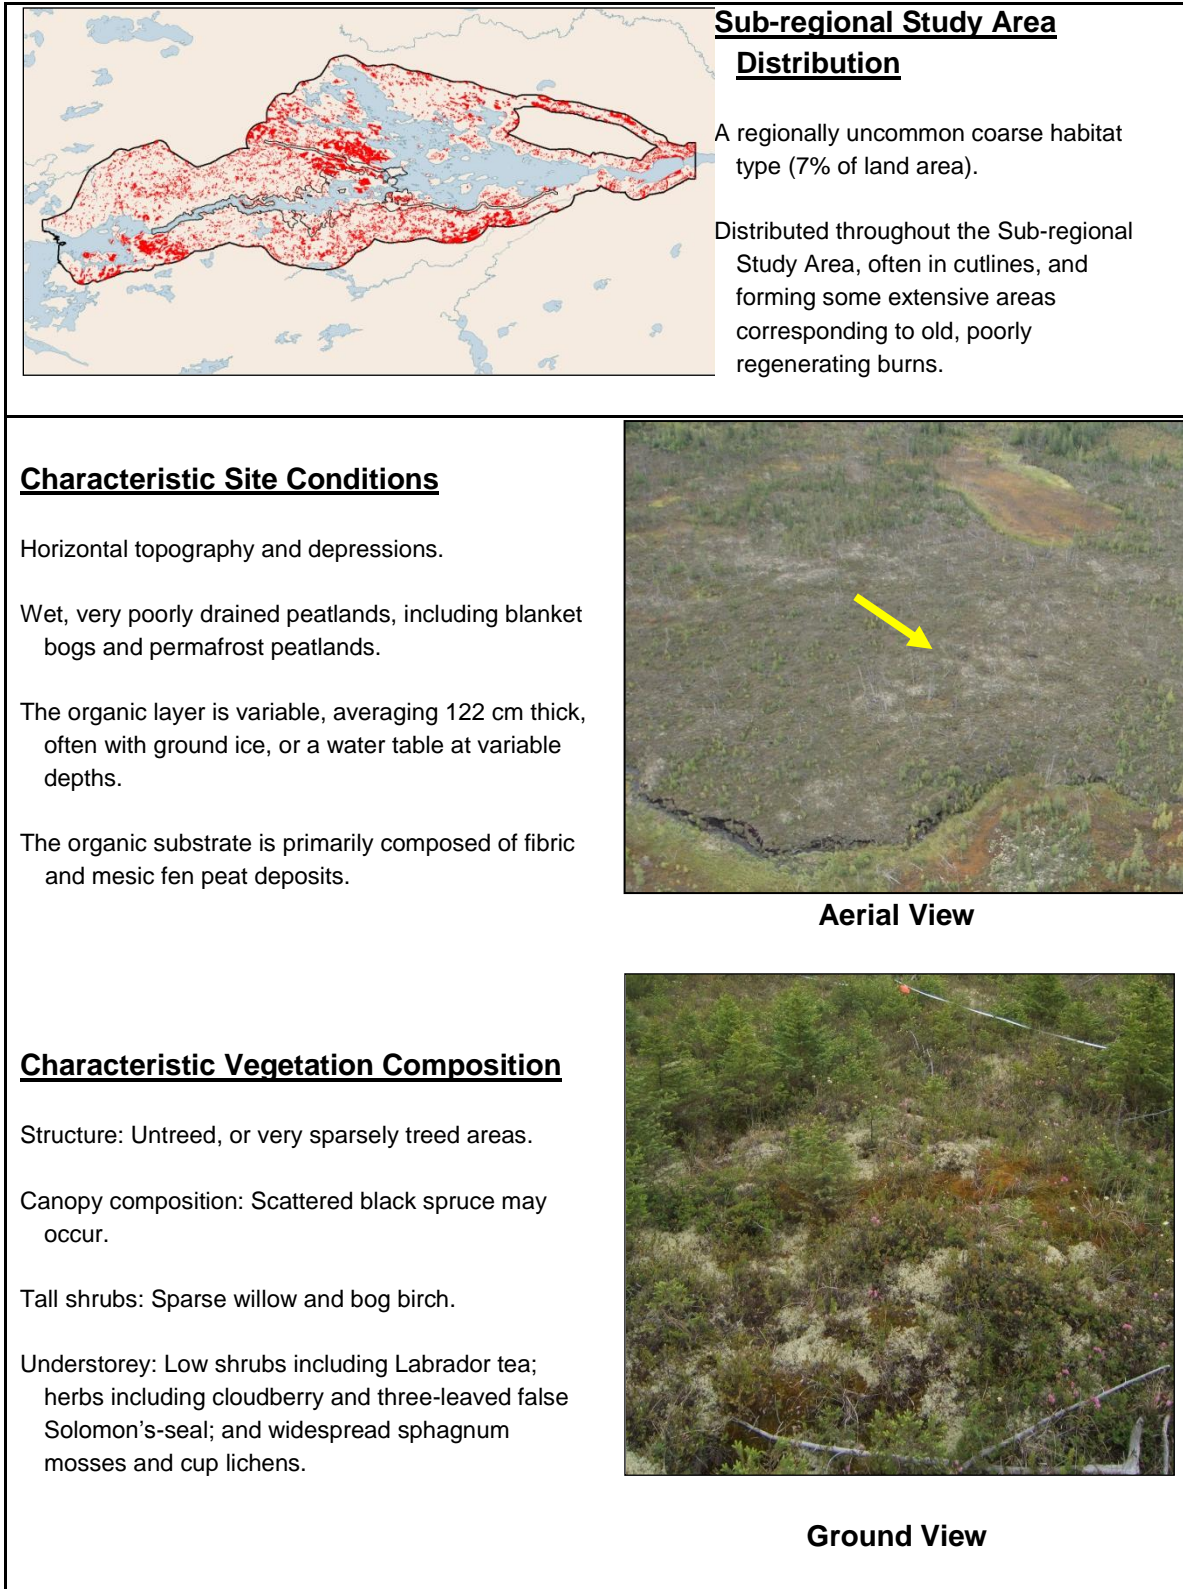 Sub-regional Study Area
Distribution
A regionally uncommon coarse habitat
type (7% of land area).
Distributed throughout the Sub-regional
Study Area, often in cutlines, and
forming some extensive areas
corresponding to old, poorly
regenerating burns.
Characteristic Site Conditions
Horizontal topography and depressions.
Wet, very poorly drained peatlands, including blanket
bogs and permafrost peatlands.
The organic layer is variable, averaging 122 cm thick,
often with ground ice, or a water table at variable
depths.
The organic substrate is primarily composed of fibric
and mesic fen peat deposits.
Aerial View
Characteristic Vegetation Composition
Structure: Untreed, or very sparsely treed areas.
Canopy composition: Scattered black spruce may
occur.
Tall shrubs: Sparse willow and bog birch.
Understorey: Low shrubs including Labrador tea;
herbs including cloudberry and three-leaved false
Solomon’s-seal; and widespread sphagnum
mosses and cup lichens.
Ground View